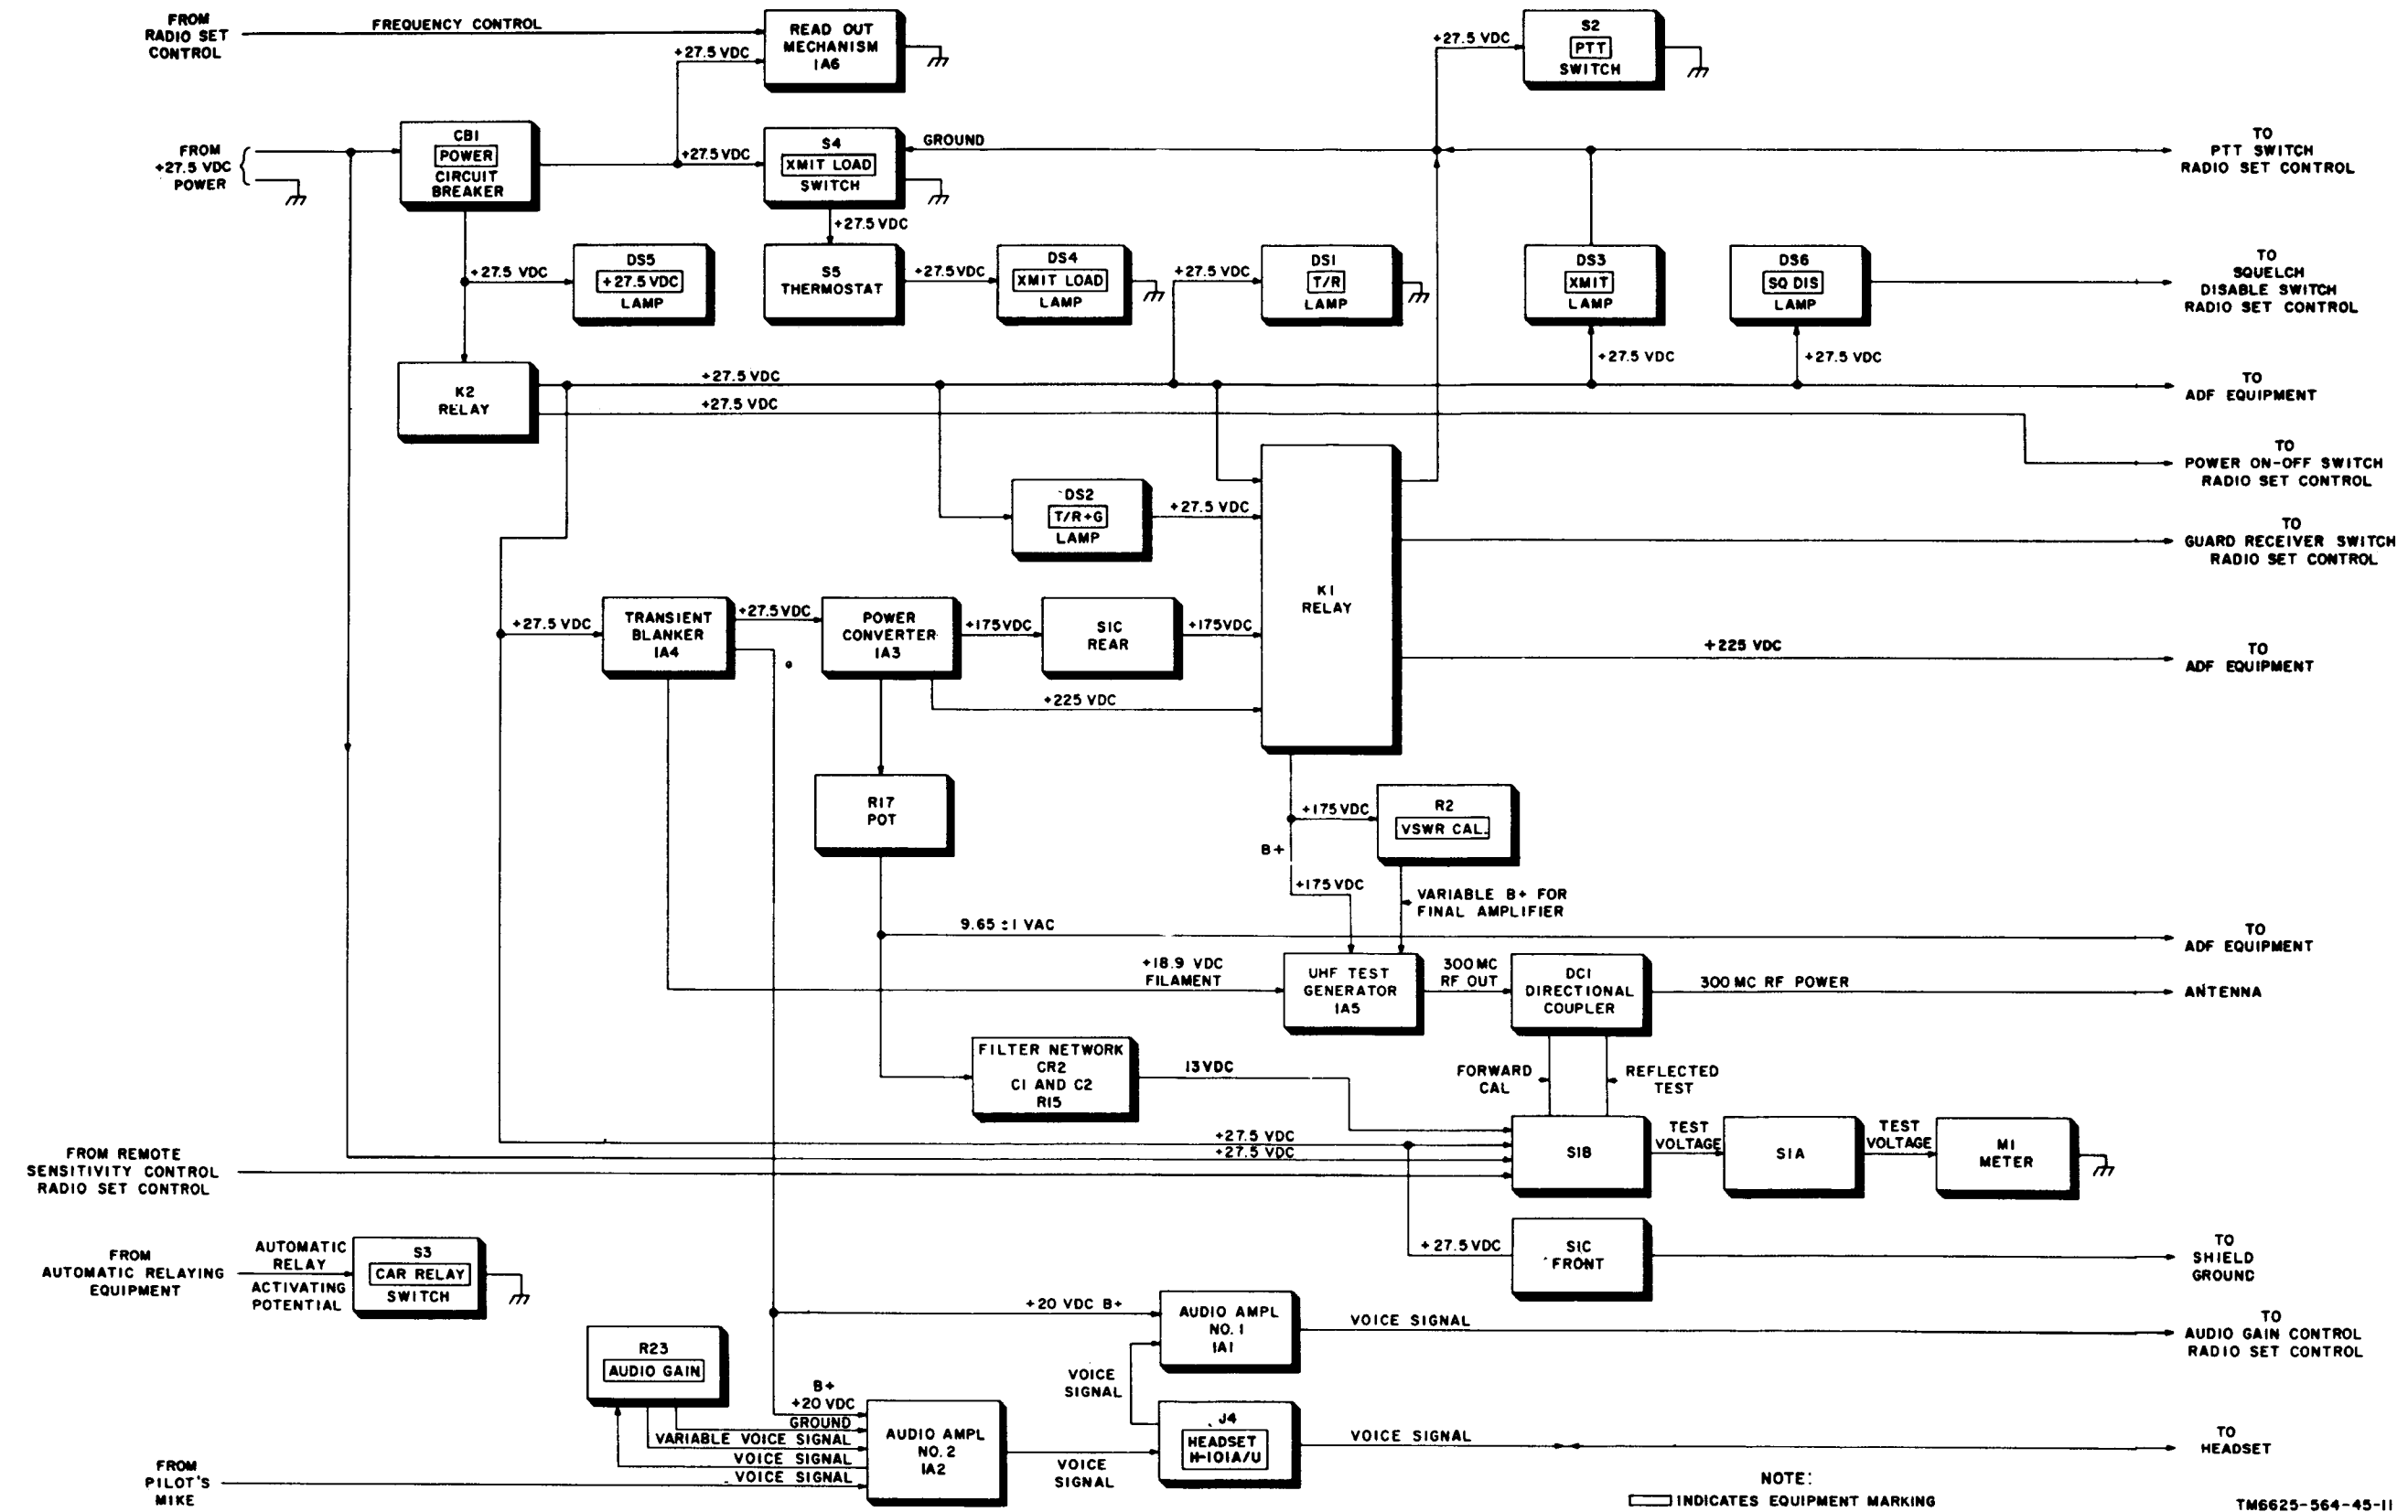 FROM
RADIO SET
CONTROL
FREQUENCY CONTROL
+27.5 VDC
READ OUT
MECHANISM
1A6
+27.5 VDC
S2
PTT
SWITCH
FROM
+27.5 VDC
POWER
CB1
POWER
CIRCUIT
BREAKER
+27.5 VDC
S4
XMIT LOAD
SWITCH
GROUND
TO
PTT SWITCH
RADIO SET CONTROL
+27.5 VDC
+27.5 VDC
DS5
+27.5 VDC
LAMP
S5
THERMOSTAT
+27.5 VDC
DS4
XMIT LOAD
LAMP
+27.5 VDC
DS1
T/R
LAMP
DS3
XMIT
LAMP
DS6
SQ DIS
LAMP
TO
SQUELCH
DISABLE SWITCH
RADIO SET CONTROL
+27.5 VDC
+27.5 VDC
K2
RELAY
+27.5 VDC
+27.5 VDC
TO
ADF EQUIPMENT
TO
POWER ON-OFF SWITCH
RADIO SET CONTROL
DS2
T/R+G
LAMP
+27.5 VDC
K1
RELAY
TO
GUARD RECEIVER SWITCH
RADIO SET CONTROL
+27.5 VDC
TRANSIENT
BLANKER
1A4
+27.5 VDC
POWER
CONVERTER
1A3
+175 VDC
S1C
REAR
+175 VDC
+225 VDC
+225 VDC
TO
ADF EQUIPMENT
R17
POT
+175 VDC
R2
VSWR CAL.
B+
+175 VDC
VARIABLE B+ FOR
FINAL AMPLIFIER
9.65 ±1 VAC
TO
ADF EQUIPMENT
+18.9 VDC
FILAMENT
UHF TEST
GENERATOR
1A5
300 MC
RF OUT
DC1
DIRECTIONAL
COUPLER
300 MC RF POWER
ANTENNA
FILTER NETWORK
CR2
C1 AND C2
R15
13 VDC
FORWARD
CAL
REFLECTED
TEST
+27.5 VDC
+27.5 VDC
S1B
TEST
VOLTAGE
S1A
TEST
VOLTAGE
M1
METER
FROM REMOTE
SENSITIVITY CONTROL
RADIO SET CONTROL
+27.5 VDC
S1C
FRONT
TO
SHIELD
GROUND
FROM
AUTOMATIC RELAYING
EQUIPMENT
AUTOMATIC
RELAY
ACTIVATING
POTENTIAL
S3
CAR RELAY
SWITCH
+20 VDC B+
AUDIO AMPL
NO. 1
1A1
VOICE SIGNAL
TO
AUDIO GAIN CONTROL
RADIO SET CONTROL
R23
AUDIO GAIN
B+
+20 VDC
GROUND
VARIABLE VOICE SIGNAL
VOICE SIGNAL
VOICE SIGNAL
FROM
PILOT'S
MIKE
AUDIO AMPL
NO. 2
1A2
VOICE
SIGNAL
VOICE
SIGNAL
J4
HEADSET
H-101A/U
VOICE SIGNAL
TO
HEADSET
NOTE:
INDICATES EQUIPMENT MARKING
TM6625-564-45-11